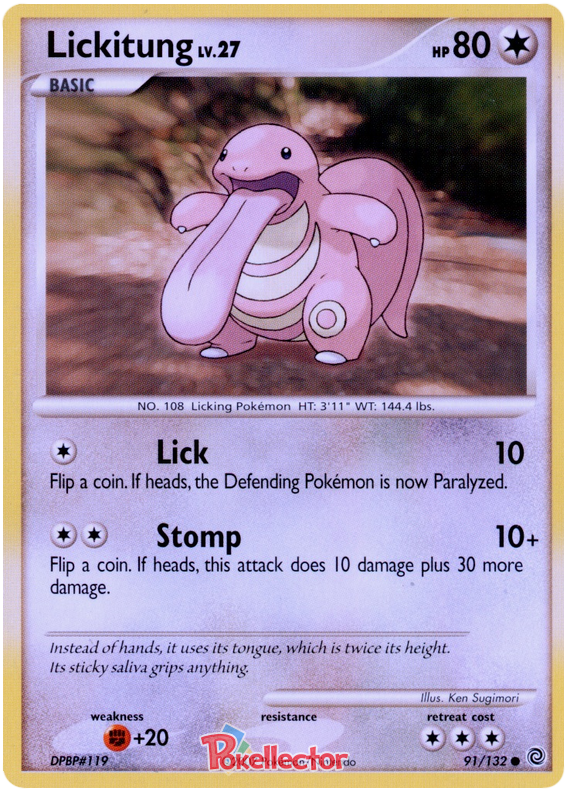 Lickitung LV.27 HP 80
BASIC
NO. 108 Licking Pokémon HT: 3'11" WT: 144.4 lbs.
Lick 10
Flip a coin. If heads, the Defending Pokémon is now Paralyzed.
Stomp 10+
Flip a coin. If heads, this attack does 10 damage plus 30 more
damage.
Instead of hands, it uses its tongue, which is twice its height.
Its sticky saliva grips anything.
Illus. Ken Sugimori
weakness resistance retreat cost
+20
DPBP#119 Pokellector 91/132